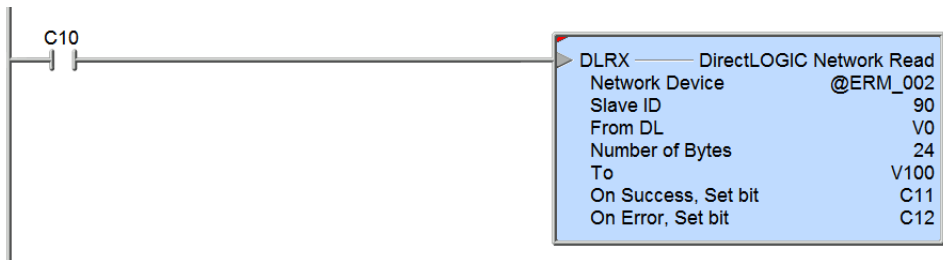 C10
DLRX DirectLOGIC Network Read
Network Device @ERM_002
Slave ID 90
From DL V0
Number of Bytes 24
To V100
On Success, Set bit C11
On Error, Set bit C12